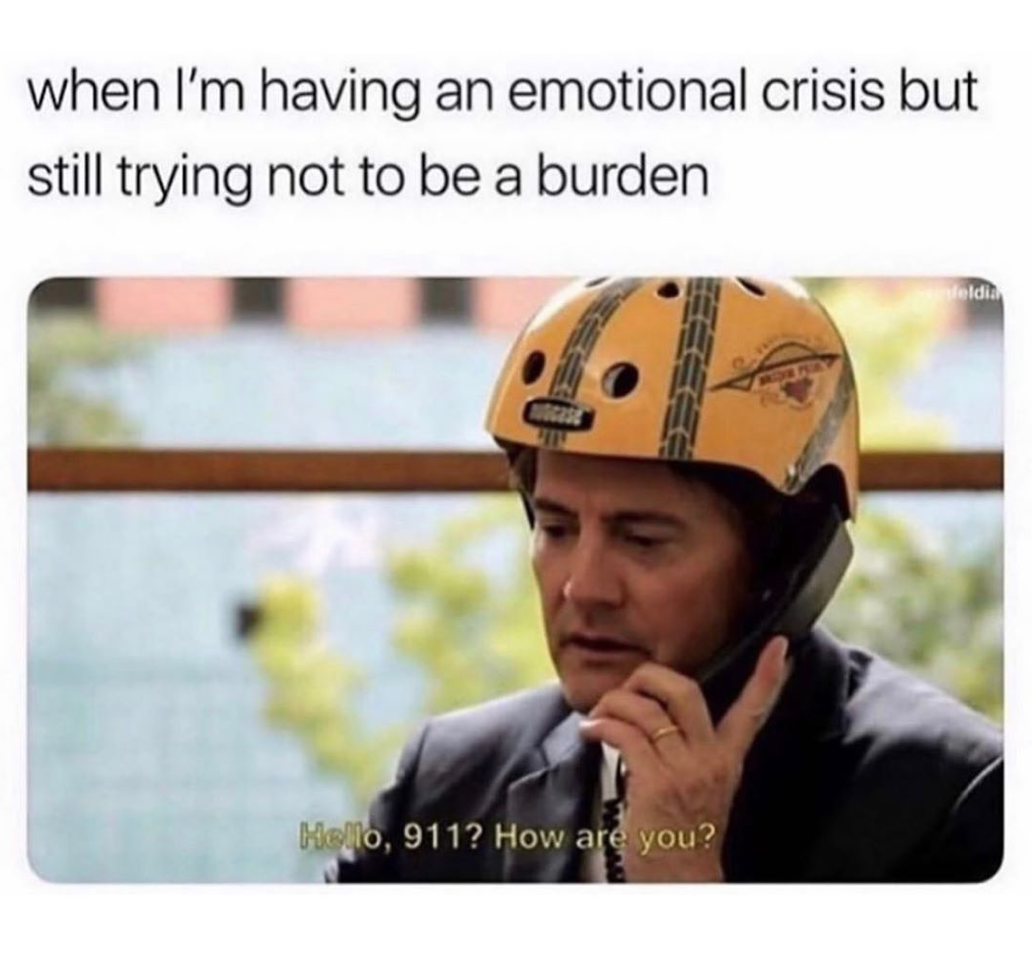 when I'm having an emotional crisis but
still trying not to be a burden
Hello, 911? How are you?